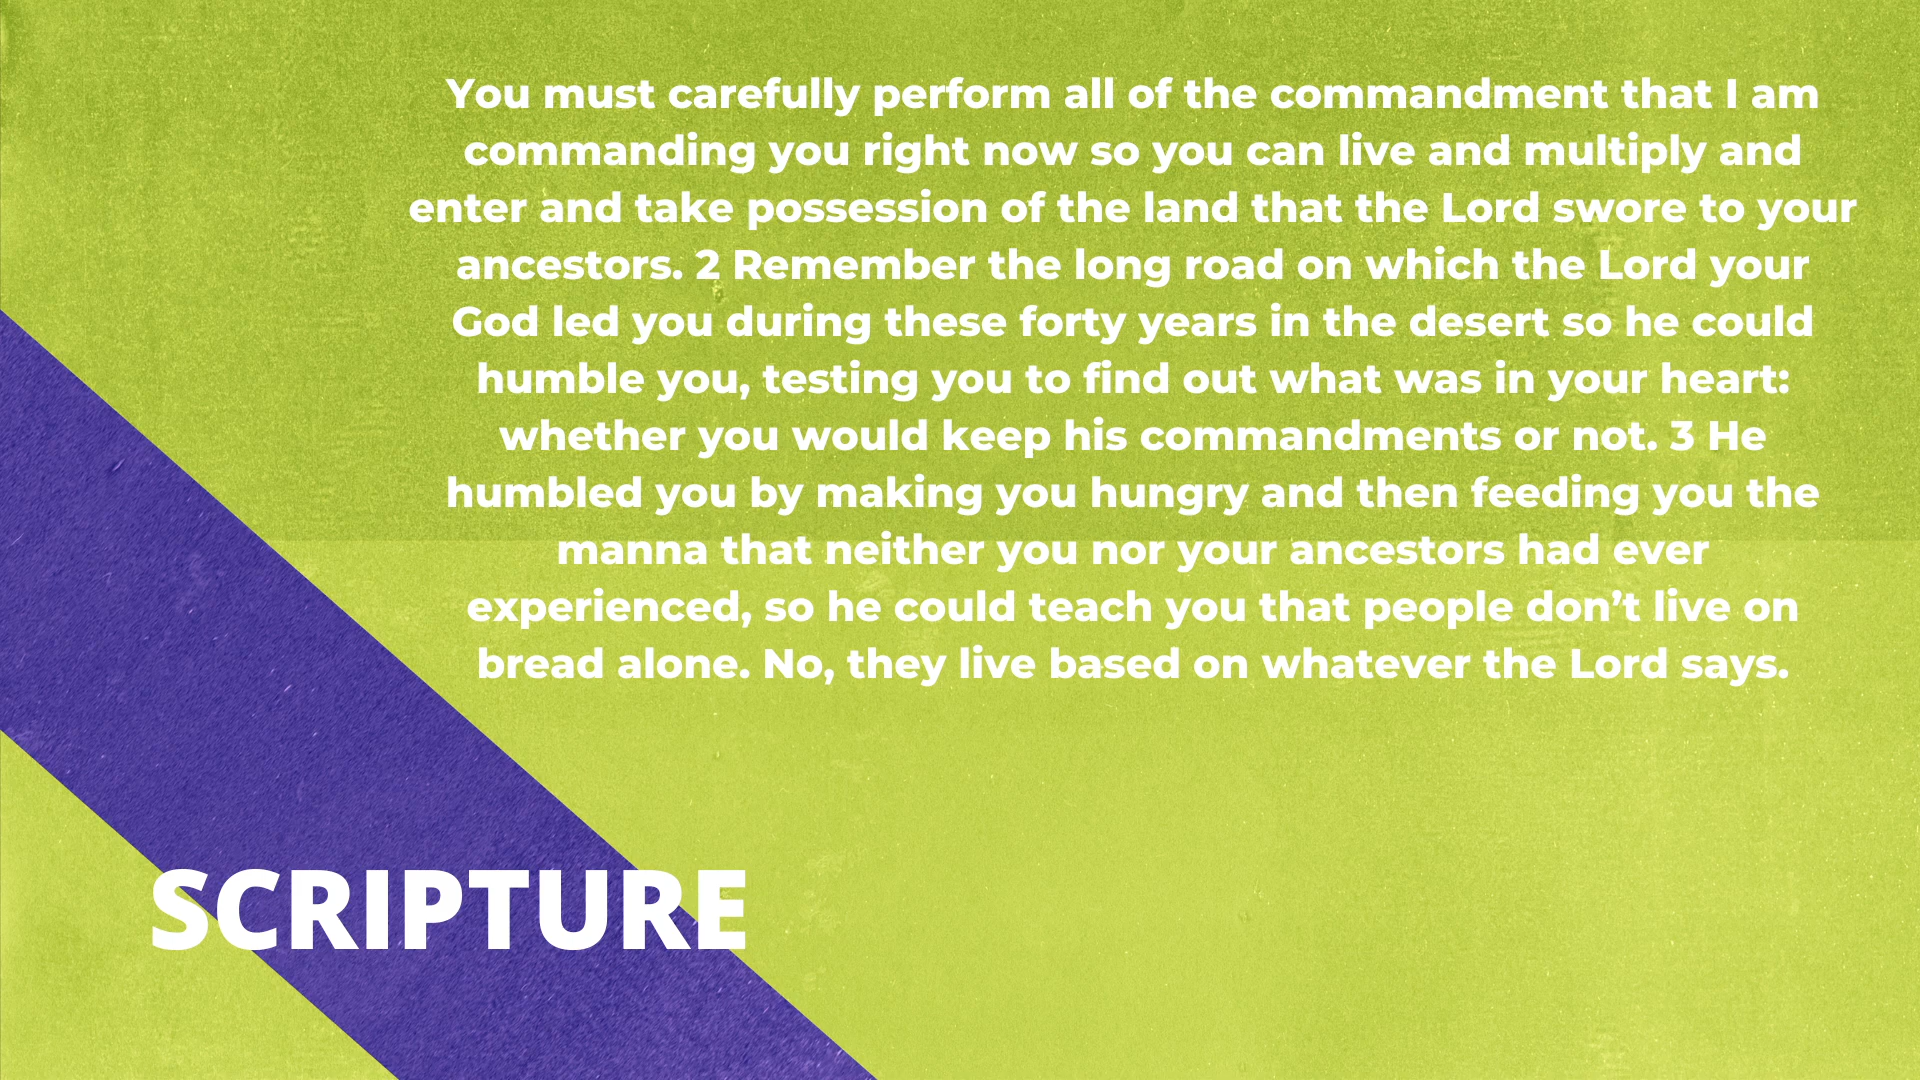 You must carefully perform all of the commandment that I am
commanding you right now so you can live and multiply and
enter and take possession of the land that the Lord swore to your
ancestors. 2 Remember the long road on which the Lord your
God led you during these forty years in the desert so he could
humble you, testing you to find out what was in your heart:
whether you would keep his commandments or not. 3 He
humbled you by making you hungry and then feeding you the
manna that neither you nor your ancestors had ever
experienced, so he could teach you that people don’t live on
bread alone. No, they live based on whatever the Lord says.
SCRIPTURE